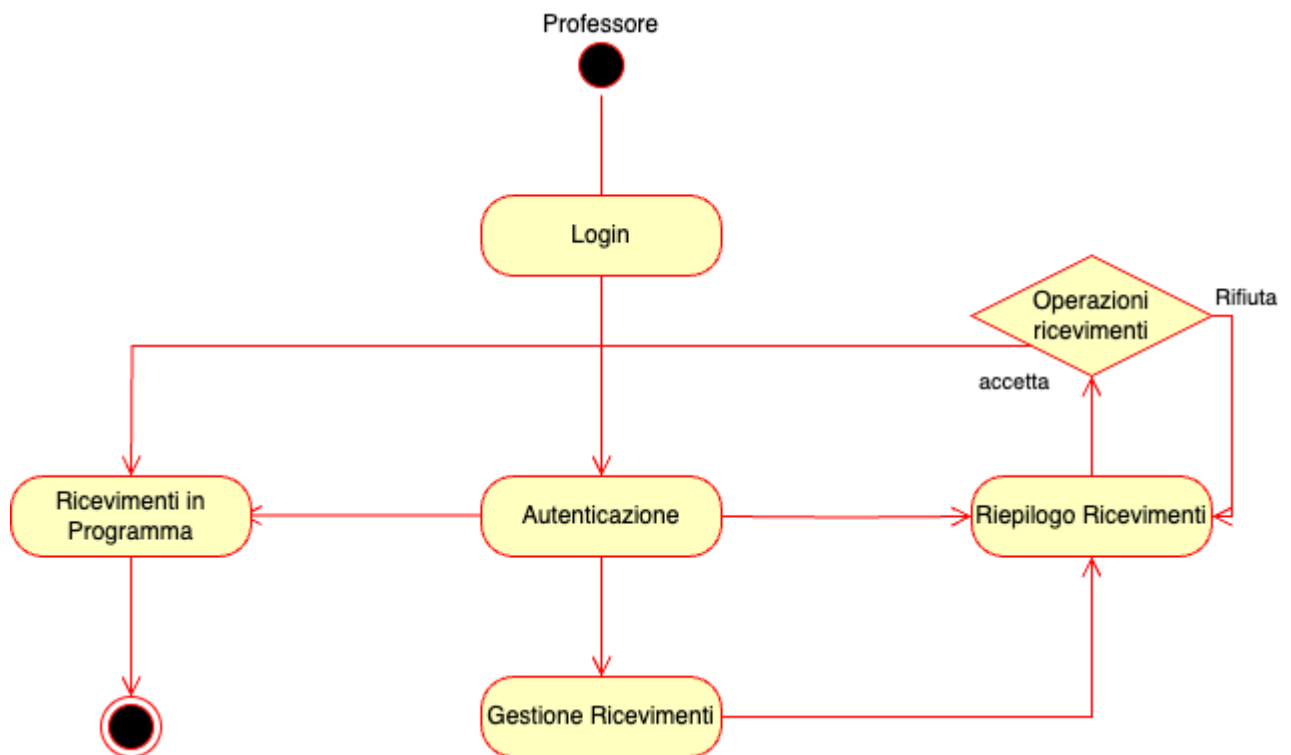 Professore
Login
Operazioni
ricevimenti
Rifiuta
accetta
Ricevimenti in
Programma
Autenticazione
Riepilogo Ricevimenti
Gestione Ricevimenti